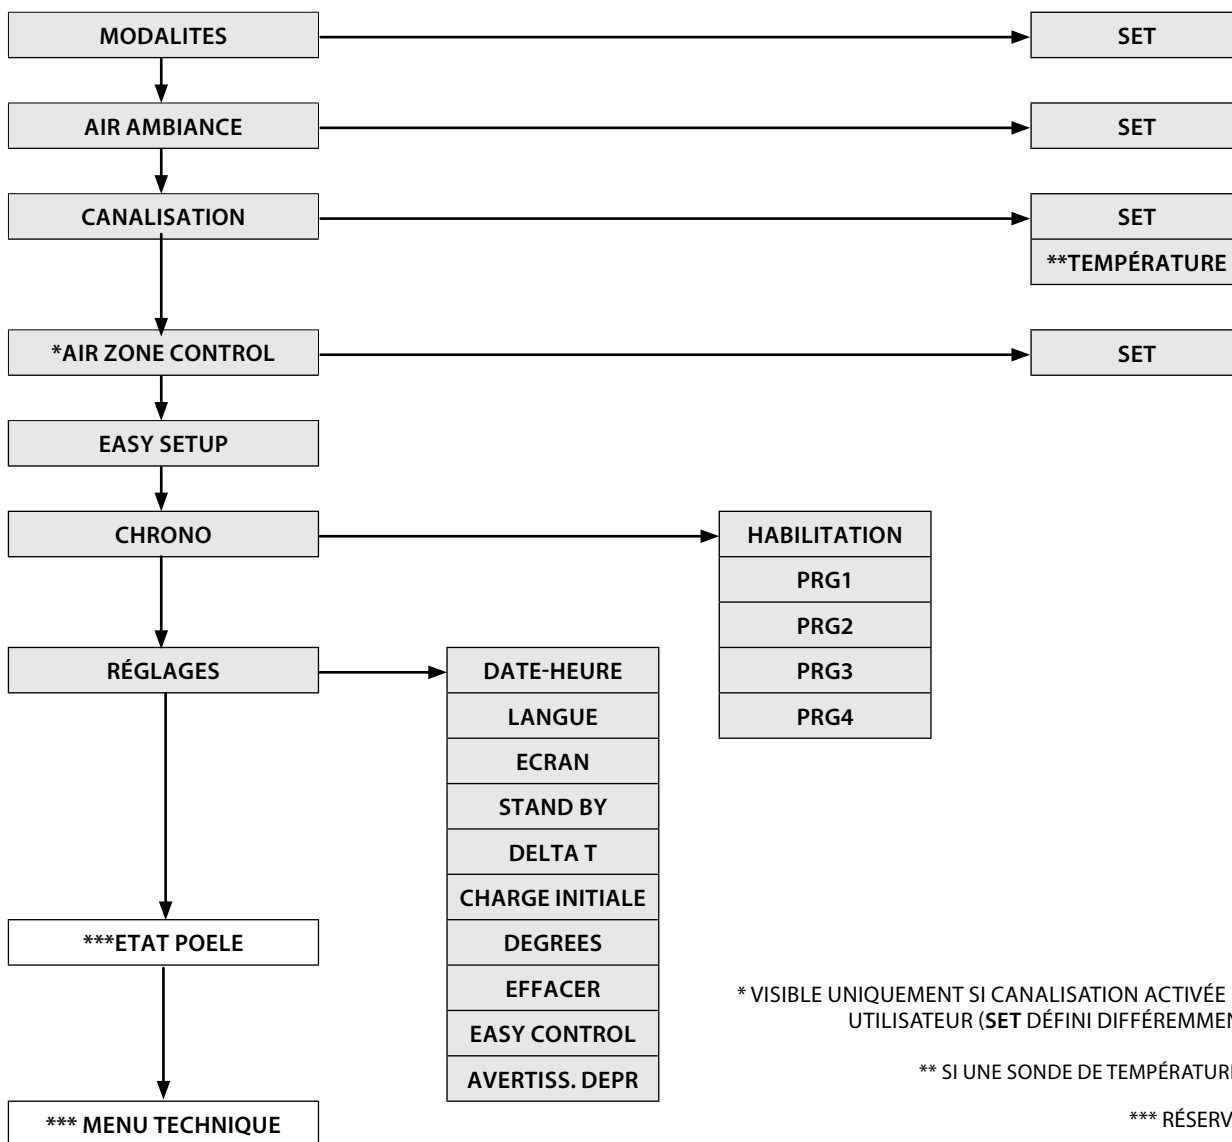 MODALITES
SET
AIR AMBIANCE
SET
CANALISATION
SET
**TEMPÉRATURE
*AIR ZONE CONTROL
SET
EASY SETUP
CHRONO
HABILITATION
PRG1
PRG2
PRG3
PRG4
RÉGLAGES
DATE-HEURE
LANGUE
ECRAN
STAND BY
DELTA T
CHARGE INITIALE
DEGREES
EFFACER
EASY CONTROL
AVERTISS. DEPR
***ETAT POELE
*** MENU TECHNIQUE
* VISIBLE UNIQUEMENT SI CANALISATION ACTIVÉE
UTILISATEUR (SET DÉFINI DIFFÉREMMEN
** SI UNE SONDE DE TEMPÉRATURE
*** RÉSERV